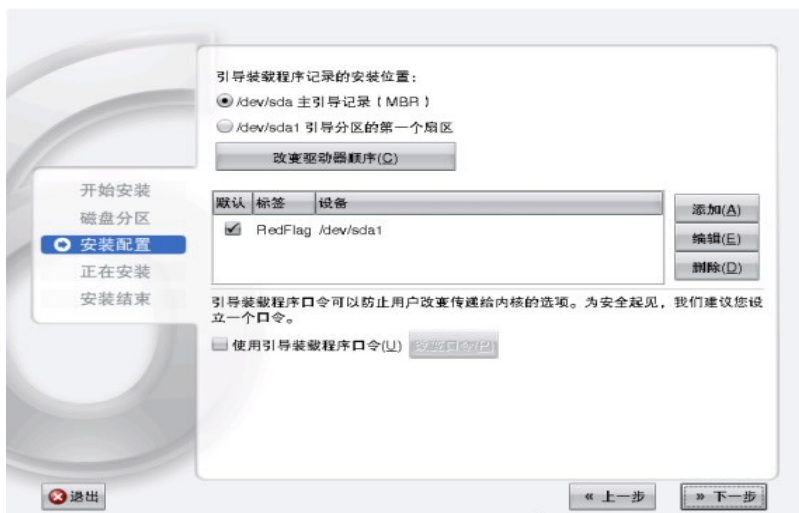 引导装载程序记录的安装位置：
/dev/sda 主引导记录（MBR）
/dev/sda1 引导分区的第一个扇区
改变驱动器顺序(C)
开始安装
磁盘分区
安装配置
正在安装
安装结束
默认 标签 设备
RedFlag /dev/sda1
添加(A)
编辑(E)
删除(D)
引导装载程序口令可以防止用户改变传递给内核的选项。为安全起见，我们建议您设
立一个口令。
使用引导装载程序口令(U) 改变口令(P)
退出
« 上一步
» 下一步